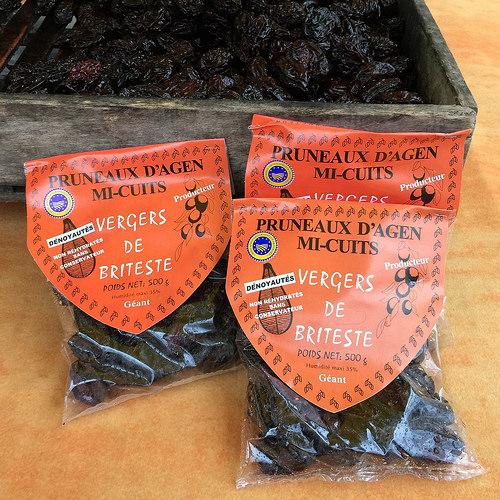 PRUNEAUX D'AGEN
MI-CUITS
Producteur
DÉNOYAUTÉS
NON RÉHYDRATÉS
SANS
CONSERVATEUR
VERGERS
DE
BRITESTE
POIDS NET: 500 g
Humidité maxi 35%
Géant
PRUNEAUX D'AGEN
MI-CUITS
Producteur
VERGERS
PRUNEAUX D'AGEN
MI-CUITS
Producteur
DÉNOYAUTÉS
NON RÉHYDRATÉS
SANS
CONSERVATEUR
VERGERS
DE
BRITESTE
POIDS NET: 500 g
Humidité maxi 35%
Géant